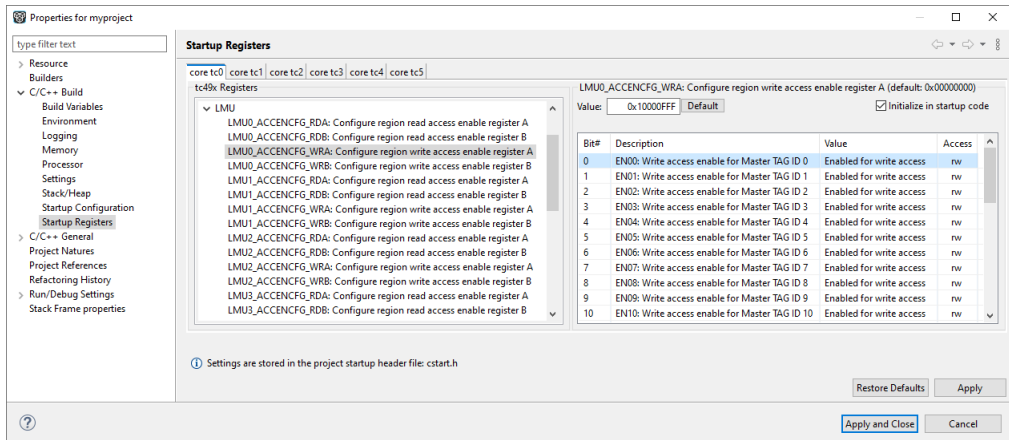 Properties for myproject
type filter text
Resource
Builders
C/C++ Build
Build Variables
Environment
Logging
Memory
Processor
Settings
Stack/Heap
Startup Configuration
Startup Registers
C/C++ General
Project Natures
Project References
Refactoring History
Run/Debug Settings
Stack Frame properties
Startup Registers
core tc0 core tc1 core tc2 core tc3 core tc4 core tc5
tc49x Registers
LMU
LMU0_ACCENCFG_RDA: Configure region read access enable register A
LMU0_ACCENCFG_RDB: Configure region read access enable register B
LMU0_ACCENCFG_WRA: Configure region write access enable register A
LMU0_ACCENCFG_WRB: Configure region write access enable register B
LMU1_ACCENCFG_RDA: Configure region read access enable register A
LMU1_ACCENCFG_RDB: Configure region read access enable register B
LMU1_ACCENCFG_WRA: Configure region write access enable register A
LMU1_ACCENCFG_WRB: Configure region write access enable register B
LMU2_ACCENCFG_RDA: Configure region read access enable register A
LMU2_ACCENCFG_RDB: Configure region read access enable register B
LMU2_ACCENCFG_WRA: Configure region write access enable register A
LMU2_ACCENCFG_WRB: Configure region write access enable register B
LMU3_ACCENCFG_RDA: Configure region read access enable register A
LMU3_ACCENCFG_RDB: Configure region read access enable register B
LMU0_ACCENCFG_WRA: Configure region write access enable register A (default: 0x00000000)
Value: 0x10000FFF Default Initialize in startup code
Bit# Description Value Access
0 EN00: Write access enable for Master TAG ID 0 Enabled for write access rw
1 EN01: Write access enable for Master TAG ID 1 Enabled for write access rw
2 EN02: Write access enable for Master TAG ID 2 Enabled for write access rw
3 EN03: Write access enable for Master TAG ID 3 Enabled for write access rw
4 EN04: Write access enable for Master TAG ID 4 Enabled for write access rw
5 EN05: Write access enable for Master TAG ID 5 Enabled for write access rw
6 EN06: Write access enable for Master TAG ID 6 Enabled for write access rw
7 EN07: Write access enable for Master TAG ID 7 Enabled for write access rw
8 EN08: Write access enable for Master TAG ID 8 Enabled for write access rw
9 EN09: Write access enable for Master TAG ID 9 Enabled for write access rw
10 EN10: Write access enable for Master TAG ID 10 Enabled for write access rw
Settings are stored in the project startup header file: cstart.h
Restore Defaults Apply
Apply and Close Cancel